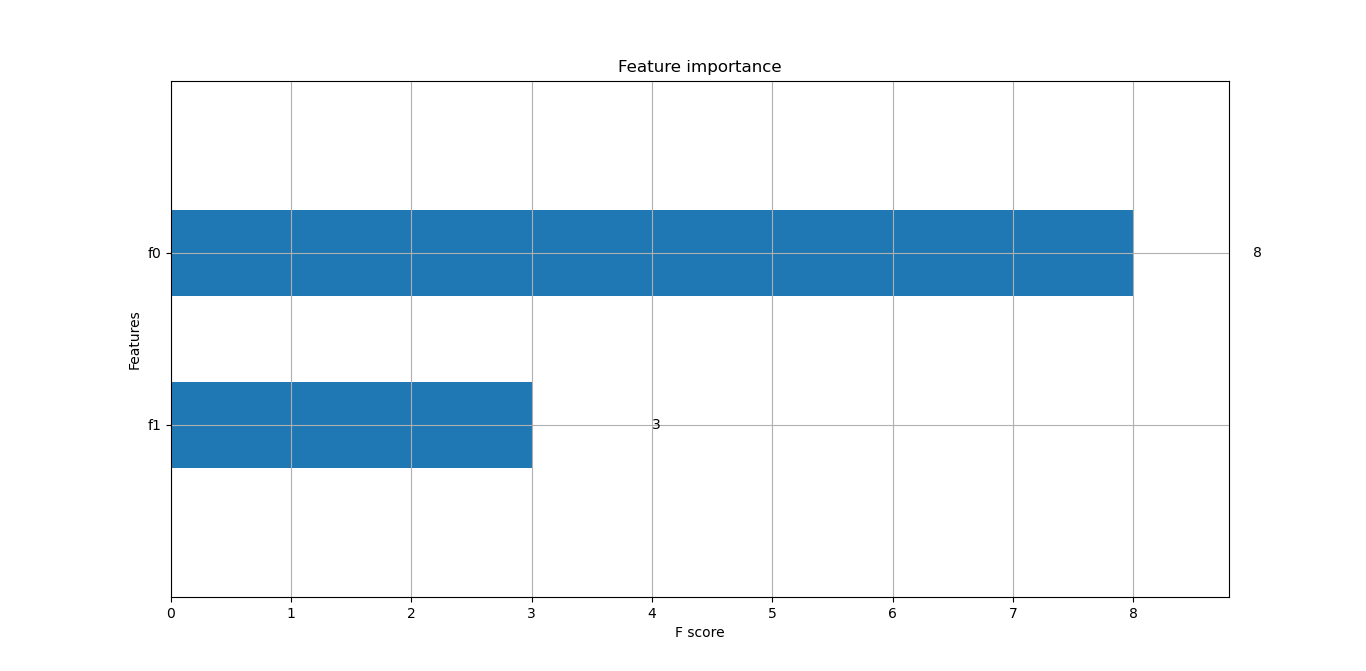 Feature importance
f0
8
Features
f1
3
0 1 2 3 4 5 6 7 8
F score